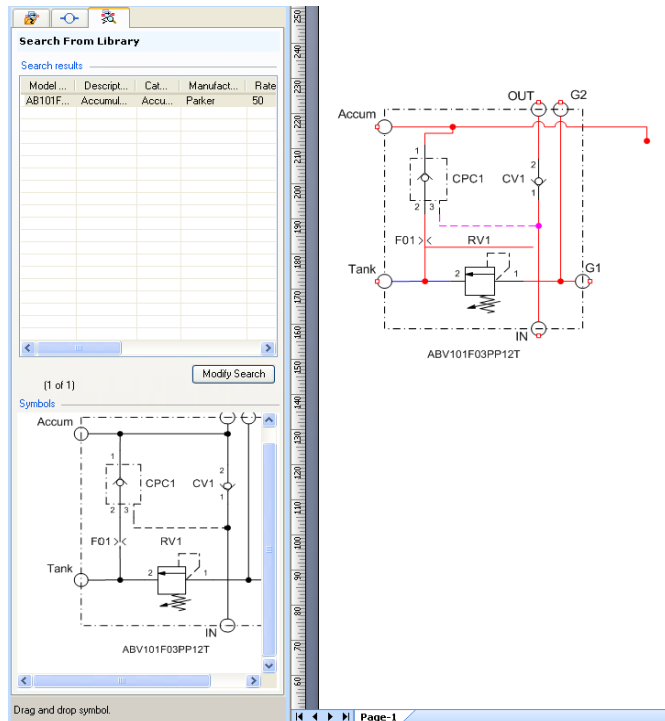 Search From Library
Search results
Model ... Descript... Cat... Manufact... Rate
AB101F... Accumul... Accu... Parker 50
Modify Search
(1 of 1)
Symbols
Accum
1
2
CPC1 CV1
1
2 3
F01 RV1
Tank
2 1
IN
ABV101F03PP12T
Drag and drop symbol.
250
240
230
220
210
200
190
180
170
160
150
140
130
120
110
100
90
80
70
60
OUT G2
Accum
1
2
CPC1 CV1
1
2 3
F01 RV1
Tank
2 1
G1
IN
ABV101F03PP12T
Page-1